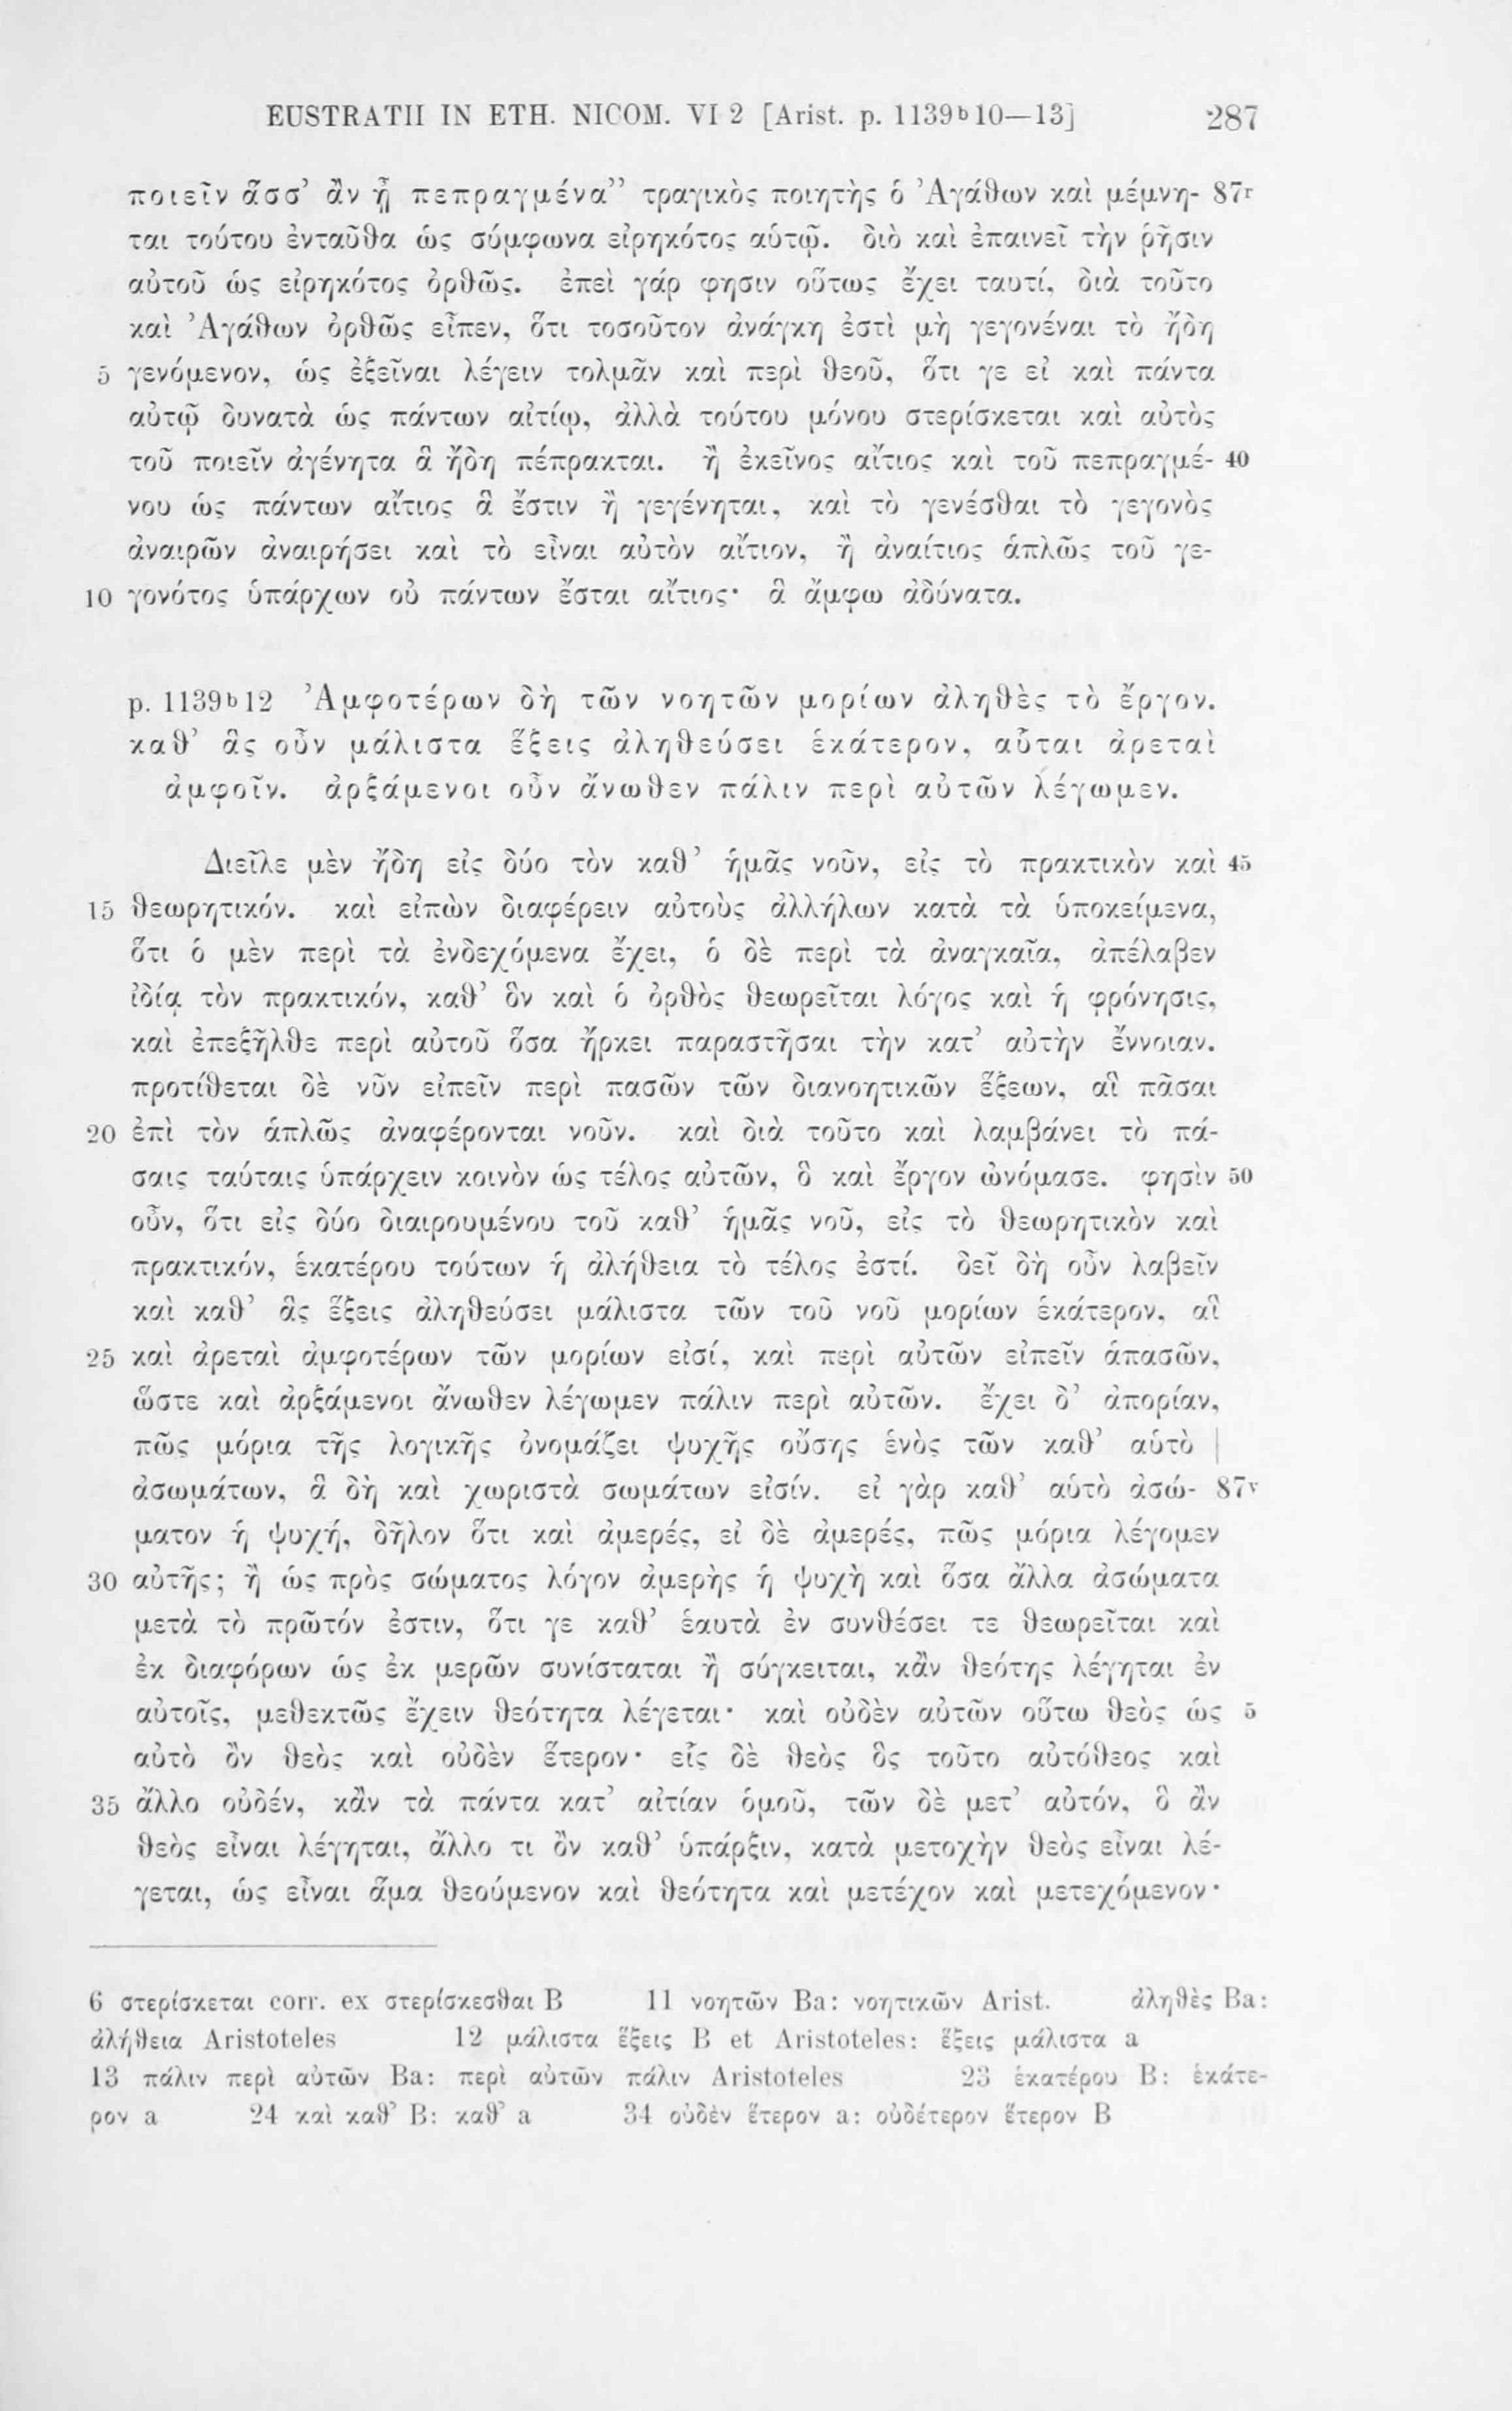 EUSTRATII IN ETH. NICOM. VI 2 [Arist. p. 1139b10—13] 287
ποιεῖν ἅσσ’ ἂν ᾖ πεπραγμένα” τραγικὸς ποιητὴς ὁ Ἀγάθων καὶ μέμνη- 87r
ται τούτου ἐνταῦθα ὡς σύμφωνα εἰρηκότος αὑτῷ. διὸ καὶ ἐπαινεῖ τὴν ῥῆσιν
αὐτοῦ ὡς εἰρηκότος ὀρθῶς. ἐπεὶ γάρ φησιν οὕτως ἔχει ταυτί, διὰ τοῦτο
καὶ Ἀγάθων ὀρθῶς εἶπεν, ὅτι τοσοῦτον ἀνάγκη ἐστὶ μὴ γεγονέναι τὸ ἤδη
5 γενόμενον, ὡς ἐξεῖναι λέγειν τολμᾶν καὶ περὶ θεοῦ, ὅτι γε εἰ καὶ πάντα
αὐτῷ δυνατὰ ὡς πάντων αἰτίῳ, ἀλλὰ τούτου μόνου στερίσκεται καὶ αὐτὸς
τοῦ ποιεῖν ἀγένητα ἃ ἤδη πέπρακται. ἢ ἐκεῖνος αἴτιος καὶ τοῦ πεπραγμέ- 40
νου ὡς πάντων αἴτιος ἃ ἔστιν ἢ γεγένηται, καὶ τὸ γενέσθαι τὸ γεγονὸς
ἀναιρῶν ἀναιρήσει καὶ τὸ εἶναι αὐτὸν αἴτιον, ἢ ἀναίτιος ἁπλῶς τοῦ γε-
10 γονότος ὑπάρχων οὐ πάντων ἔσται αἴτιος· ἃ ἄμφω ἀδύνατα.
p. 1139b12 Ἀμφοτέρων δὴ τῶν νοητῶν μορίων ἀληθὲς τὸ ἔργον.
καθ’ ἃς οὖν μάλιστα ἕξεις ἀληθεύσει ἑκάτερον, αὗται ἀρεταὶ
ἀμφοῖν. ἀρξάμενοι οὖν ἄνωθεν πάλιν περὶ αὐτῶν λέγωμεν.
Διεῖλε μὲν ἤδη εἰς δύο τὸν καθ’ ἡμᾶς νοῦν, εἰς τὸ πρακτικὸν καὶ 45
15 θεωρητικόν. καὶ εἰπὼν διαφέρειν αὐτοὺς ἀλλήλων κατὰ τὰ ὑποκείμενα,
ὅτι ὁ μὲν περὶ τὰ ἐνδεχόμενα ἔχει, ὁ δὲ περὶ τὰ ἀναγκαῖα, ἀπέλαβεν
ἰδίᾳ τὸν πρακτικόν, καθ’ ὃν καὶ ὁ ὀρθὸς θεωρεῖται λόγος καὶ ἡ φρόνησις,
καὶ ἐπεξῆλθε περὶ αὐτοῦ ὅσα ἤρκει παραστῆσαι τὴν κατ’ αὐτὴν ἔννοιαν.
προτίθεται δὲ νῦν εἰπεῖν περὶ πασῶν τῶν διανοητικῶν ἕξεων, αἳ πᾶσαι
20 ἐπὶ τὸν ἁπλῶς ἀναφέρονται νοῦν. καὶ διὰ τοῦτο καὶ λαμβάνει τὸ πά-
σαις ταύταις ὑπάρχειν κοινὸν ὡς τέλος αὐτῶν, ὃ καὶ ἔργον ὠνόμασε. φησὶν 50
οὖν, ὅτι εἰς δύο διαιρουμένου τοῦ καθ’ ἡμᾶς νοῦ, εἰς τὸ θεωρητικὸν καὶ
πρακτικόν, ἑκατέρου τούτων ἡ ἀλήθεια τὸ τέλος ἐστί. δεῖ δὴ οὖν λαβεῖν
καὶ καθ’ ἃς ἕξεις ἀληθεύσει μάλιστα τῶν τοῦ νοῦ μορίων ἑκάτερον, αἳ
25 καὶ ἀρεταὶ ἀμφοτέρων τῶν μορίων εἰσί, καὶ περὶ αὐτῶν εἰπεῖν ἁπασῶν,
ὥστε καὶ ἀρξάμενοι ἄνωθεν λέγωμεν πάλιν περὶ αὐτῶν. ἔχει δ’ ἀπορίαν,
πῶς μόρια τῆς λογικῆς ὀνομάζει ψυχῆς οὔσης ἑνὸς τῶν καθ’ αὑτὸ |
ἀσωμάτων, ἃ δὴ καὶ χωριστὰ σωμάτων εἰσίν. εἰ γὰρ καθ’ αὑτὸ ἀσώ- 87v
ματον ἡ ψυχή, δῆλον ὅτι καὶ ἀμερές, εἰ δὲ ἀμερές, πῶς μόρια λέγομεν
30 αὐτῆς; ἢ ὡς πρὸς σώματος λόγον ἀμερὴς ἡ ψυχὴ καὶ ὅσα ἄλλα ἀσώματα
μετὰ τὸ πρῶτόν ἐστιν, ὅτι γε καθ’ ἑαυτὰ ἐν συνθέσει τε θεωρεῖται καὶ
ἐκ διαφόρων ὡς ἐκ μερῶν συνίσταται ἢ σύγκειται, κἂν θεότης λέγηται ἐν
αὐτοῖς, μεθεκτῶς ἔχειν θεότητα λέγεται· καὶ οὐδὲν αὐτῶν οὕτω θεὸς ὡς 5
αὐτὸ ὂν θεὸς καὶ οὐδὲν ἕτερον· εἷς δὲ θεὸς ὃς τοῦτο αὐτόθεος καὶ
35 ἄλλο οὐδέν, κἂν τὰ πάντα κατ’ αἰτίαν ὁμοῦ, τῶν δὲ μετ’ αὐτόν, ὃ ἂν
θεὸς εἶναι λέγηται, ἄλλο τι ὂν καθ’ ὕπαρξιν, κατὰ μετοχὴν θεὸς εἶναι λέ-
γεται, ὡς εἶναι ἅμα θεούμενον καὶ θεότητα καὶ μετέχον καὶ μετεχόμενον·
6 στερίσκεται corr. ex στερίσκεσθαι B 11 νοητῶν Ba: νοητικῶν Arist. ἀληθὲς Ba:
ἀλήθεια Aristoteles 12 μάλιστα ἕξεις B et Aristoteles: ἕξεις μάλιστα a
13 πάλιν περὶ αὐτῶν Ba: περὶ αὐτῶν πάλιν Aristoteles 23 ἑκατέρου B: ἑκάτε-
ρον a 24 καὶ καθ’ B: καθ’ a 34 οὐδὲν ἕτερον a: οὐδέτερον ἕτερον B